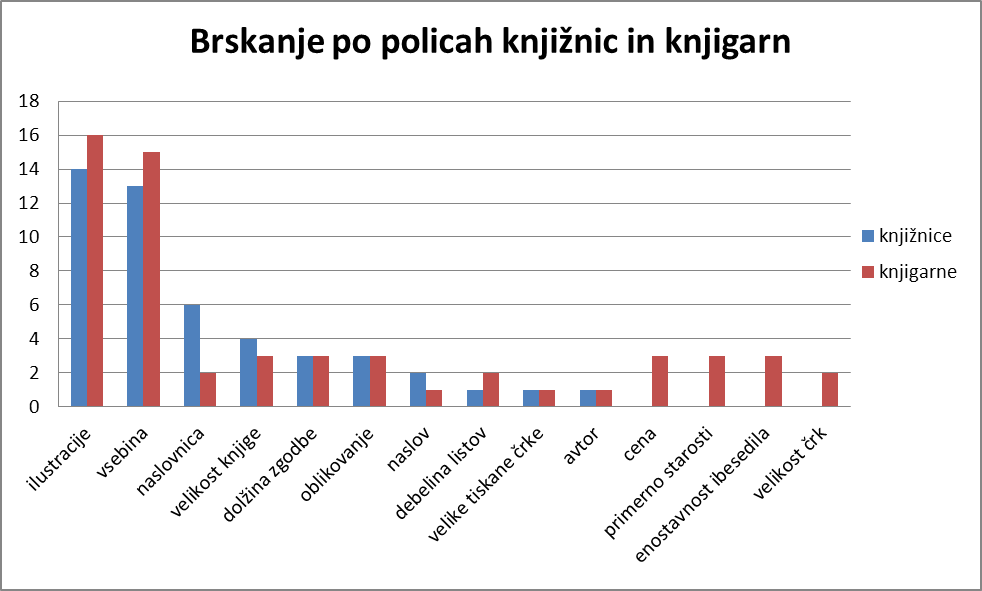 Brskanje po policah knjižnic in knjigarn
18
16
14
12
10
8
6
4
2
0
ilustracije
vsebina
naslovnica
velikost knjige
dolžina zgodbe
oblikovanje
naslov
debelina listov
velike tiskane črke
avtor
cena
primerno starosti
enostavnost ibesedila
velikost črk
knjižnice
knjigarne